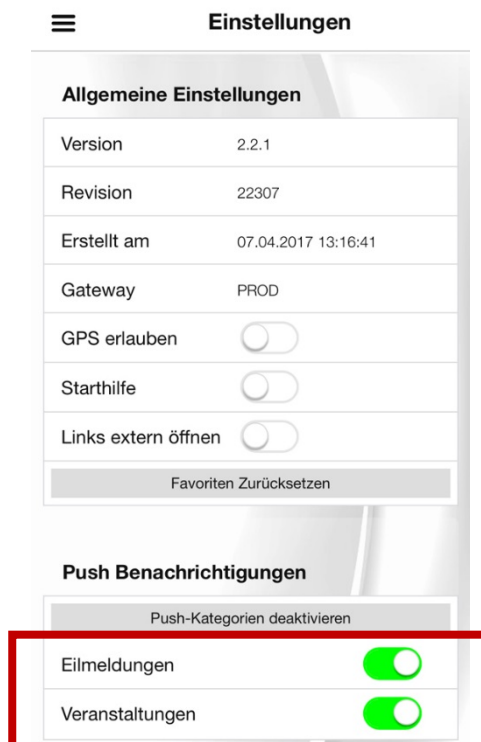 Einstellungen
Allgemeine Einstellungen
Version 2.2.1
Revision 22307
Erstellt am 07.04.2017 13:16:41
Gateway PROD
GPS erlauben
Starthilfe
Links extern öffnen
Favoriten Zurücksetzen
Push Benachrichtigungen
Push-Kategorien deaktivieren
Eilmeldungen
Veranstaltungen